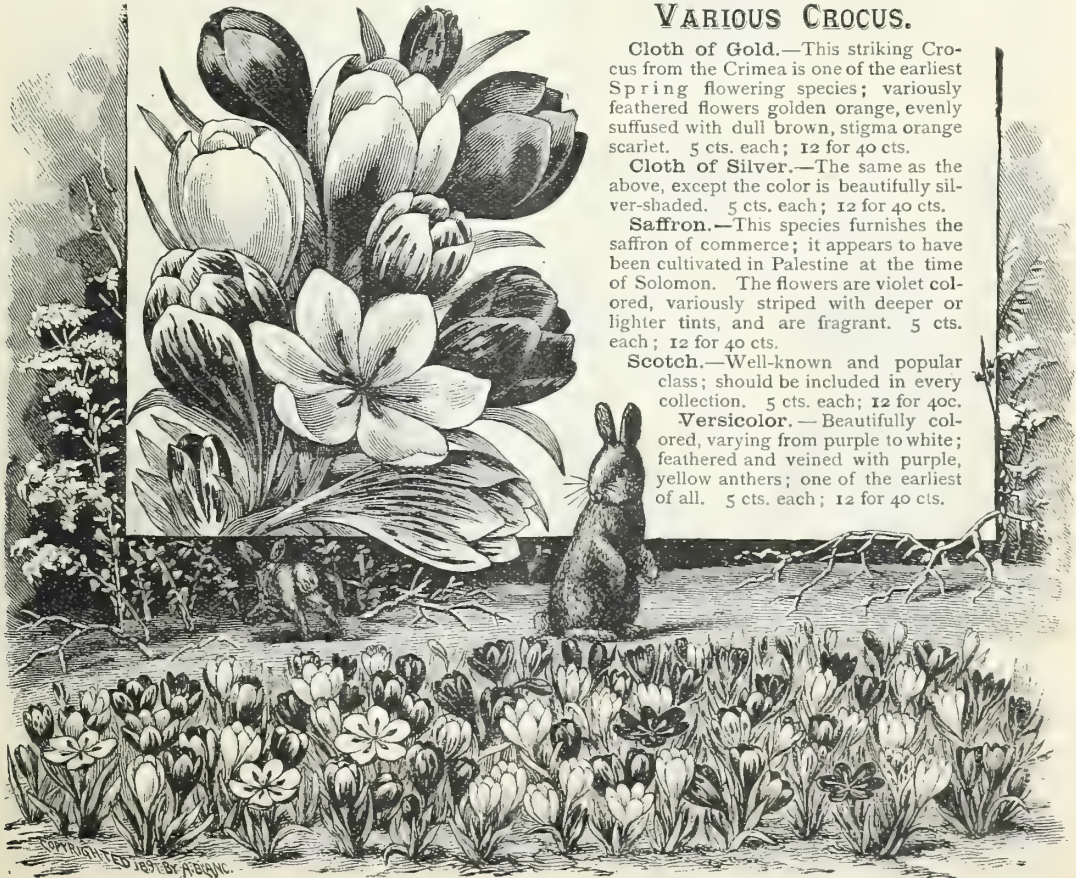 VARIOUS CROCUS.
Cloth of Gold.—This striking Cro-
cus from the Crimea is one of the earliest
Spring flowering species; variously
feathered flowers golden orange, evenly
suffused with dull brown, stigma orange
scarlet. 5 cts. each; 12 for 40 cts.
Cloth of Silver.—The same as the
above, except the color is beautifully sil-
ver-shaded. 5 cts. each; 12 for 40 cts.
Saffron.—This species furnishes the
saffron of commerce; it appears to have
been cultivated in Palestine at the time
of Solomon. The flowers are violet col-
ored, variously striped with deeper or
lighter tints, and are fragrant. 5 cts.
each; 12 for 40 cts.
Scotch.—Well-known and popular
class; should be included in every
collection. 5 cts. each; 12 for 40c.
Versicolor.—Beautifully col-
ored, varying from purple to white;
feathered and veined with purple,
yellow anthers; one of the earliest
of all. 5 cts. each; 12 for 40 cts.
COPYRIGHTED 1891 BY A. BLANC.